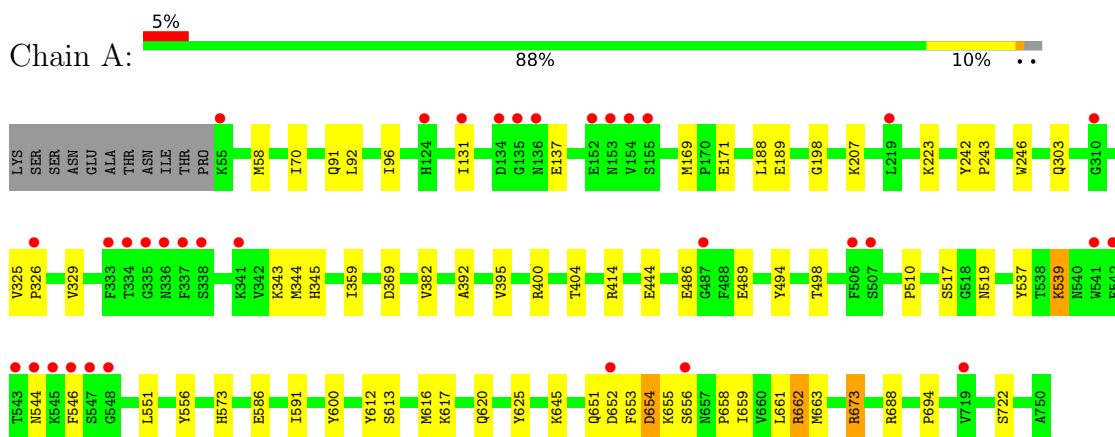 5%
Chain A:
88% 10% • •
LYS SER SER ASN GLU ALA THR ASN ILE THR PRO K55 M58 I70 Q91 L92 I96 H124 I131 D134 G135 N136 E137 E152 N153 V154 S155 M169 P170 E171 L188 E189 G198 K207 L219 K223 Y242 P243 W246 Q303 G310
V325 P326 V329 F333 T334 G335 N336 F337 S338 K341 V342 K343 M344 H345 I359 D369 V382 A392 V395 R400 T404 R414 E444 E486 G487 F488 E489 Y494 T498 F506 S507 P510 S517 G518 N519 Y537 T538 K539 N540 W541
T543 N544 K545 F546 S547 G548 L551 Y556 H573 E586 I591 Y600 Y612 S613 M616 K617 Q620 Y625 K645 Q651 D652 F653 D654 K655 S656 N657 P658 I659 V660 L661 R662 M663 R673 R688 P694 V719 S722 A750